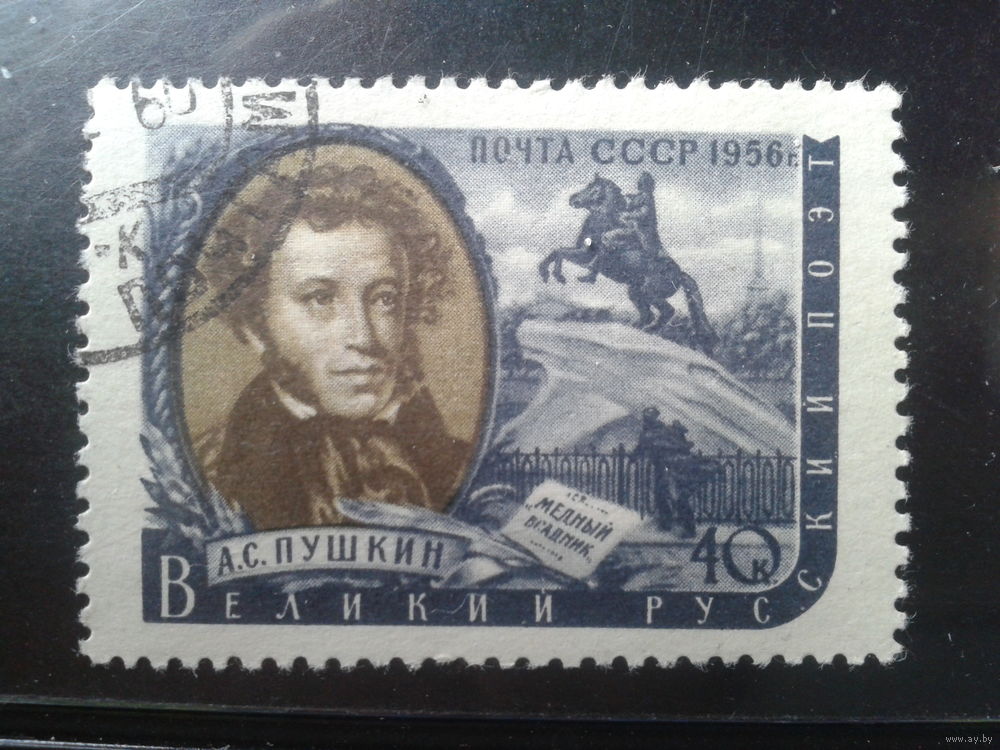 ПОЧТА СССР 1956г.
А.С. ПУШКИН
МЕДНЫЙ
ВСАДНИК
40к
ВЕЛИКИЙ РУССКИЙ ПОЭТ
www.ay.by